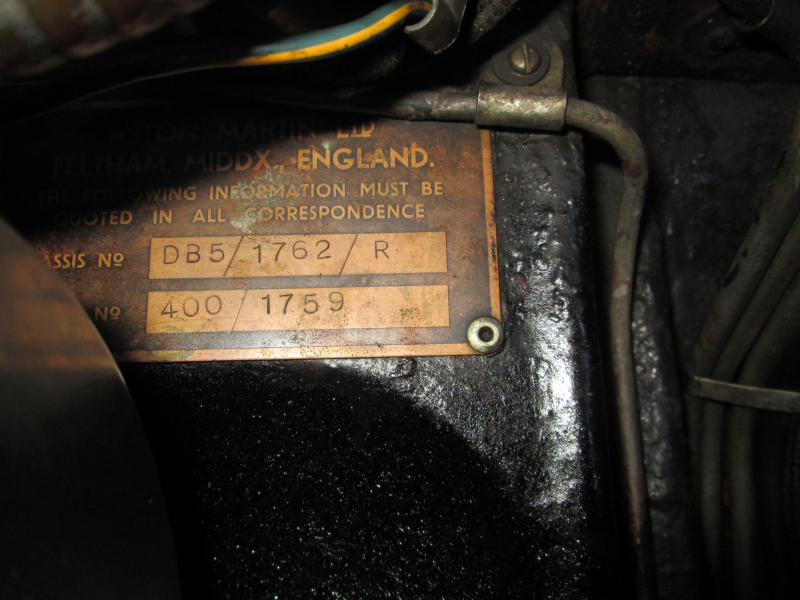 ASTON MARTIN LTD
FELTHAM, MIDDX., ENGLAND.
THE FOLLOWING INFORMATION MUST BE
QUOTED IN ALL CORRESPONDENCE
ASSIS Nº DB5/1762/R
Nº 400/1759